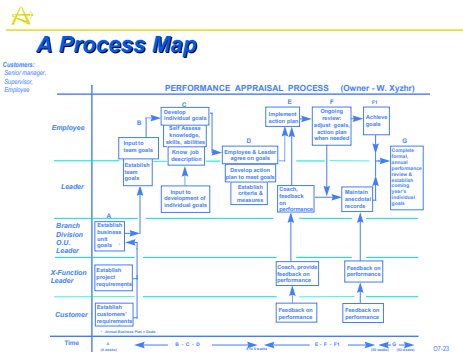 A Process Map
Customers:
Senior manager,
Supervisor,
Employee
PERFORMANCE APPRAISAL PROCESS (Owner - W. Xyzhr)
Employee
Leader
Branch
Division
O.U.
Leader
X-Function
Leader
Customer
Time
A
Establish
business
unit
goals
Establish
project
requirements
Establish
customers'
requirements
* Annual Business Plan + Goals
B
Input to
team goals
Establish
team
goals
C
Develop
individual goals
Self Assess
knowledge,
skills, abilities
Know job
description
Input to
development of
individual goals
D
Employee & Leader
agree on goals
Develop action
plan to meet goals
Establish
criteria &
measures
E
Implement
action plan
Coach,
feedback
on
performance
Coach, provide
feedback on
performance
Feedback on
performance
F
Ongoing
review:
adjust goals,
action plan
when needed
Maintain
anecdotal
records
Feedback on
performance
Feedback on
performance
F1
Achieve
goals
G
Complete
formal,
annual
performance
review &
establish
coming
year's
individual
goals
A
B - C - D
E - F - F1
G
O7-23